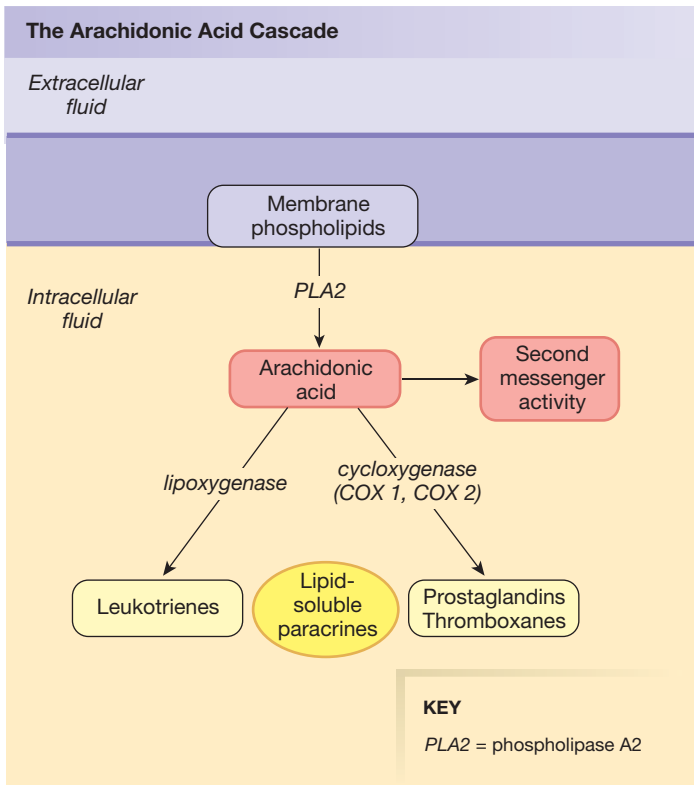 The Arachidonic Acid Cascade
Extracellular
fluid
Membrane
phospholipids
Intracellular
fluid
PLA2
Arachidonic
acid
Second
messenger
activity
lipoxygenase
cycloxygenase
(COX 1, COX 2)
Leukotrienes
Lipid-
soluble
paracrines
Prostaglandins
Thromboxanes
KEY
PLA2 = phospholipase A2